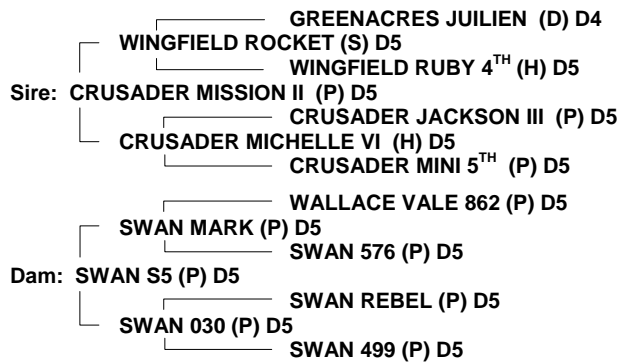 GREENACRES JUILIEN (D) D4
WINGFIELD ROCKET (S) D5
WINGFIELD RUBY 4TH (H) D5
Sire: CRUSADER MISSION II (P) D5
CRUSADER JACKSON III (P) D5
CRUSADER MICHELLE VI (H) D5
CRUSADER MINI 5TH (P) D5
WALLACE VALE 862 (P) D5
SWAN MARK (P) D5
SWAN 576 (P) D5
Dam: SWAN S5 (P) D5
SWAN REBEL (P) D5
SWAN 030 (P) D5
SWAN 499 (P) D5